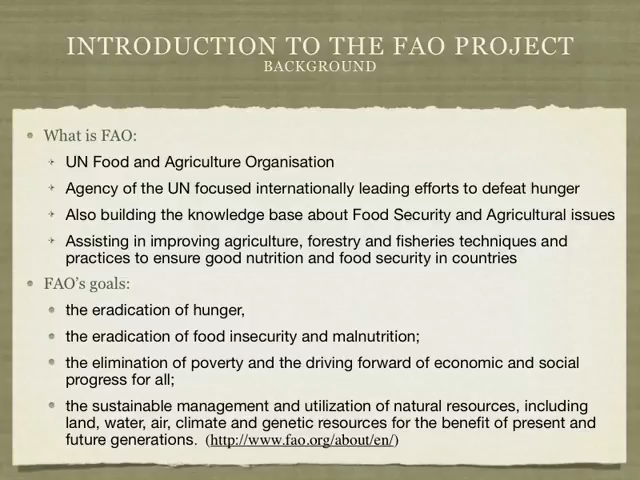 INTRODUCTION TO THE FAO PROJECT
BACKGROUND
What is FAO:
UN Food and Agriculture Organisation
Agency of the UN focused internationally leading efforts to defeat hunger
Also building the knowledge base about Food Security and Agricultural issues
Assisting in improving agriculture, forestry and fisheries techniques and
practices to ensure good nutrition and food security in countries
FAO's goals:
the eradication of hunger,
the eradication of food insecurity and malnutrition;
the elimination of poverty and the driving forward of economic and social
progress for all;
the sustainable management and utilization of natural resources, including
land, water, air, climate and genetic resources for the benefit of present and
future generations. (http://www.fao.org/about/en/)